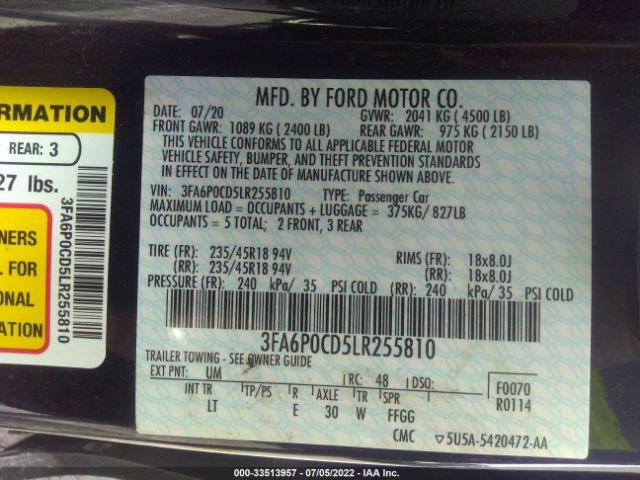 MFD. BY FORD MOTOR CO.
DATE: 07/20 GVWR: 2041 KG ( 4500 LB)
FRONT GAWR: 1089 KG ( 2400 LB) REAR GAWR: 975 KG ( 2150 LB)
THIS VEHICLE CONFORMS TO ALL APPLICABLE FEDERAL MOTOR
VEHICLE SAFETY, BUMPER, AND THEFT PREVENTION STANDARDS
IN EFFECT ON THE DATE OF MANUFACTURE SHOWN ABOVE.
VIN: 3FA6P0CD5LR255810 TYPE: Passenger Car
MAXIMUM LOAD = OCCUPANTS + LUGGAGE = 375KG/ 827LB
OCCUPANTS = 5 TOTAL; 2 FRONT, 3 REAR
TIRE (FR): 235/45R18 94V RIMS (FR): 18x8.0J
(RR): 235/45R18 94V (RR): 18x8.0J
PRESSURE (FR): 240 kPa/ 35 PSI COLD (RR): 240 kPa/ 35 PSI COLD
3FA6P0CD5LR255810
TRAILER TOWING - SEE OWNER GUIDE
EXT PNT: UM RC: 48 DSO: F0070
INT TR TP/PS R AXLE TR SPR R0114
LT E 30 W FFGG
CMC 5U5A-5420472-AA
ORMATION
REAR: 3
27 lbs.
NERS
L FOR
ONAL
ION
3FA6P0CD5LR255810
000-33513957 - 07/05/2022 - IAA Inc.